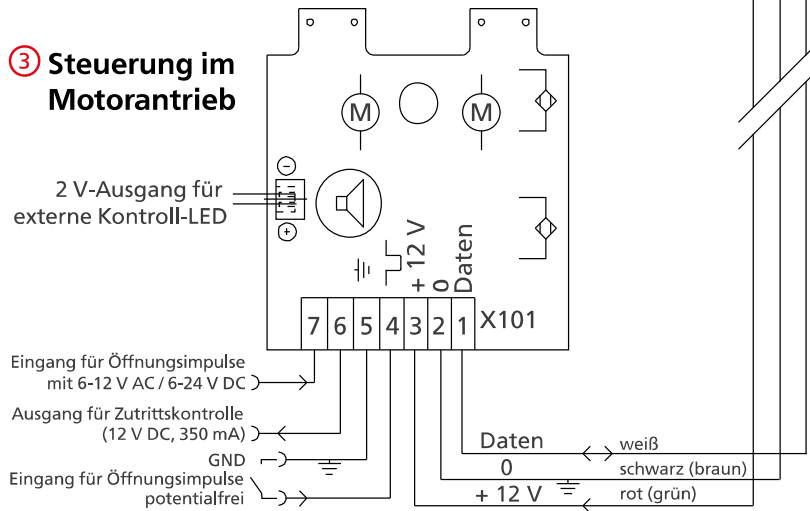 ③ Steuerung im
Motorantrieb
M M
2 V-Ausgang für
externe Kontroll-LED
+ 12 V
0
Daten
7 6 5 4 3 2 1 X101
Eingang für Öffnungsimpulse
mit 6-12 V AC / 6-24 V DC
Ausgang für Zutrittskontrolle
(12 V DC, 350 mA)
GND
Eingang für Öffnungsimpulse
potentialfrei
Daten weiß
0 schwarz (braun)
+ 12 V rot (grün)